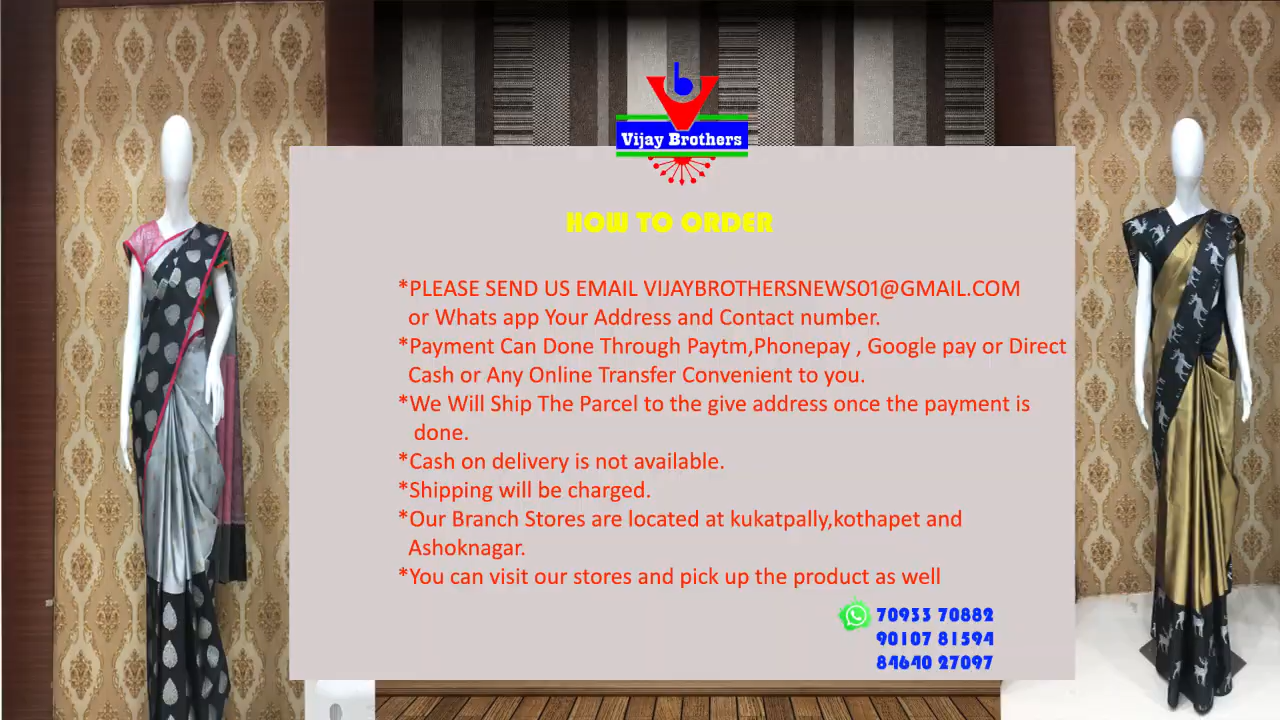 b
Vijay Brothers
HOW TO ORDER
*PLEASE SEND US EMAIL VIJAYBROTHERSNEWS01@GMAIL.COM
or Whats app Your Address and Contact number.
*Payment Can Done Through Paytm,Phonepay , Google pay or Direct
Cash or Any Online Transfer Convenient to you.
*We Will Ship The Parcel to the give address once the payment is
done.
*Cash on delivery is not available.
*Shipping will be charged.
*Our Branch Stores are located at kukatpally,kothapet and
Ashoknagar.
*You can visit our stores and pick up the product as well
70933 70882
90107 81594
84640 27097